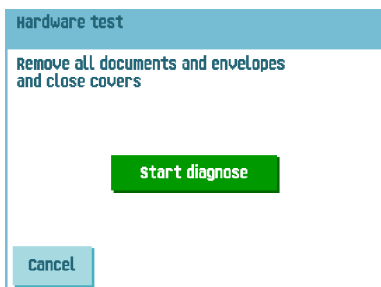 Hardware test
Remove all documents and envelopes
and close covers
Start diagnose
Cancel